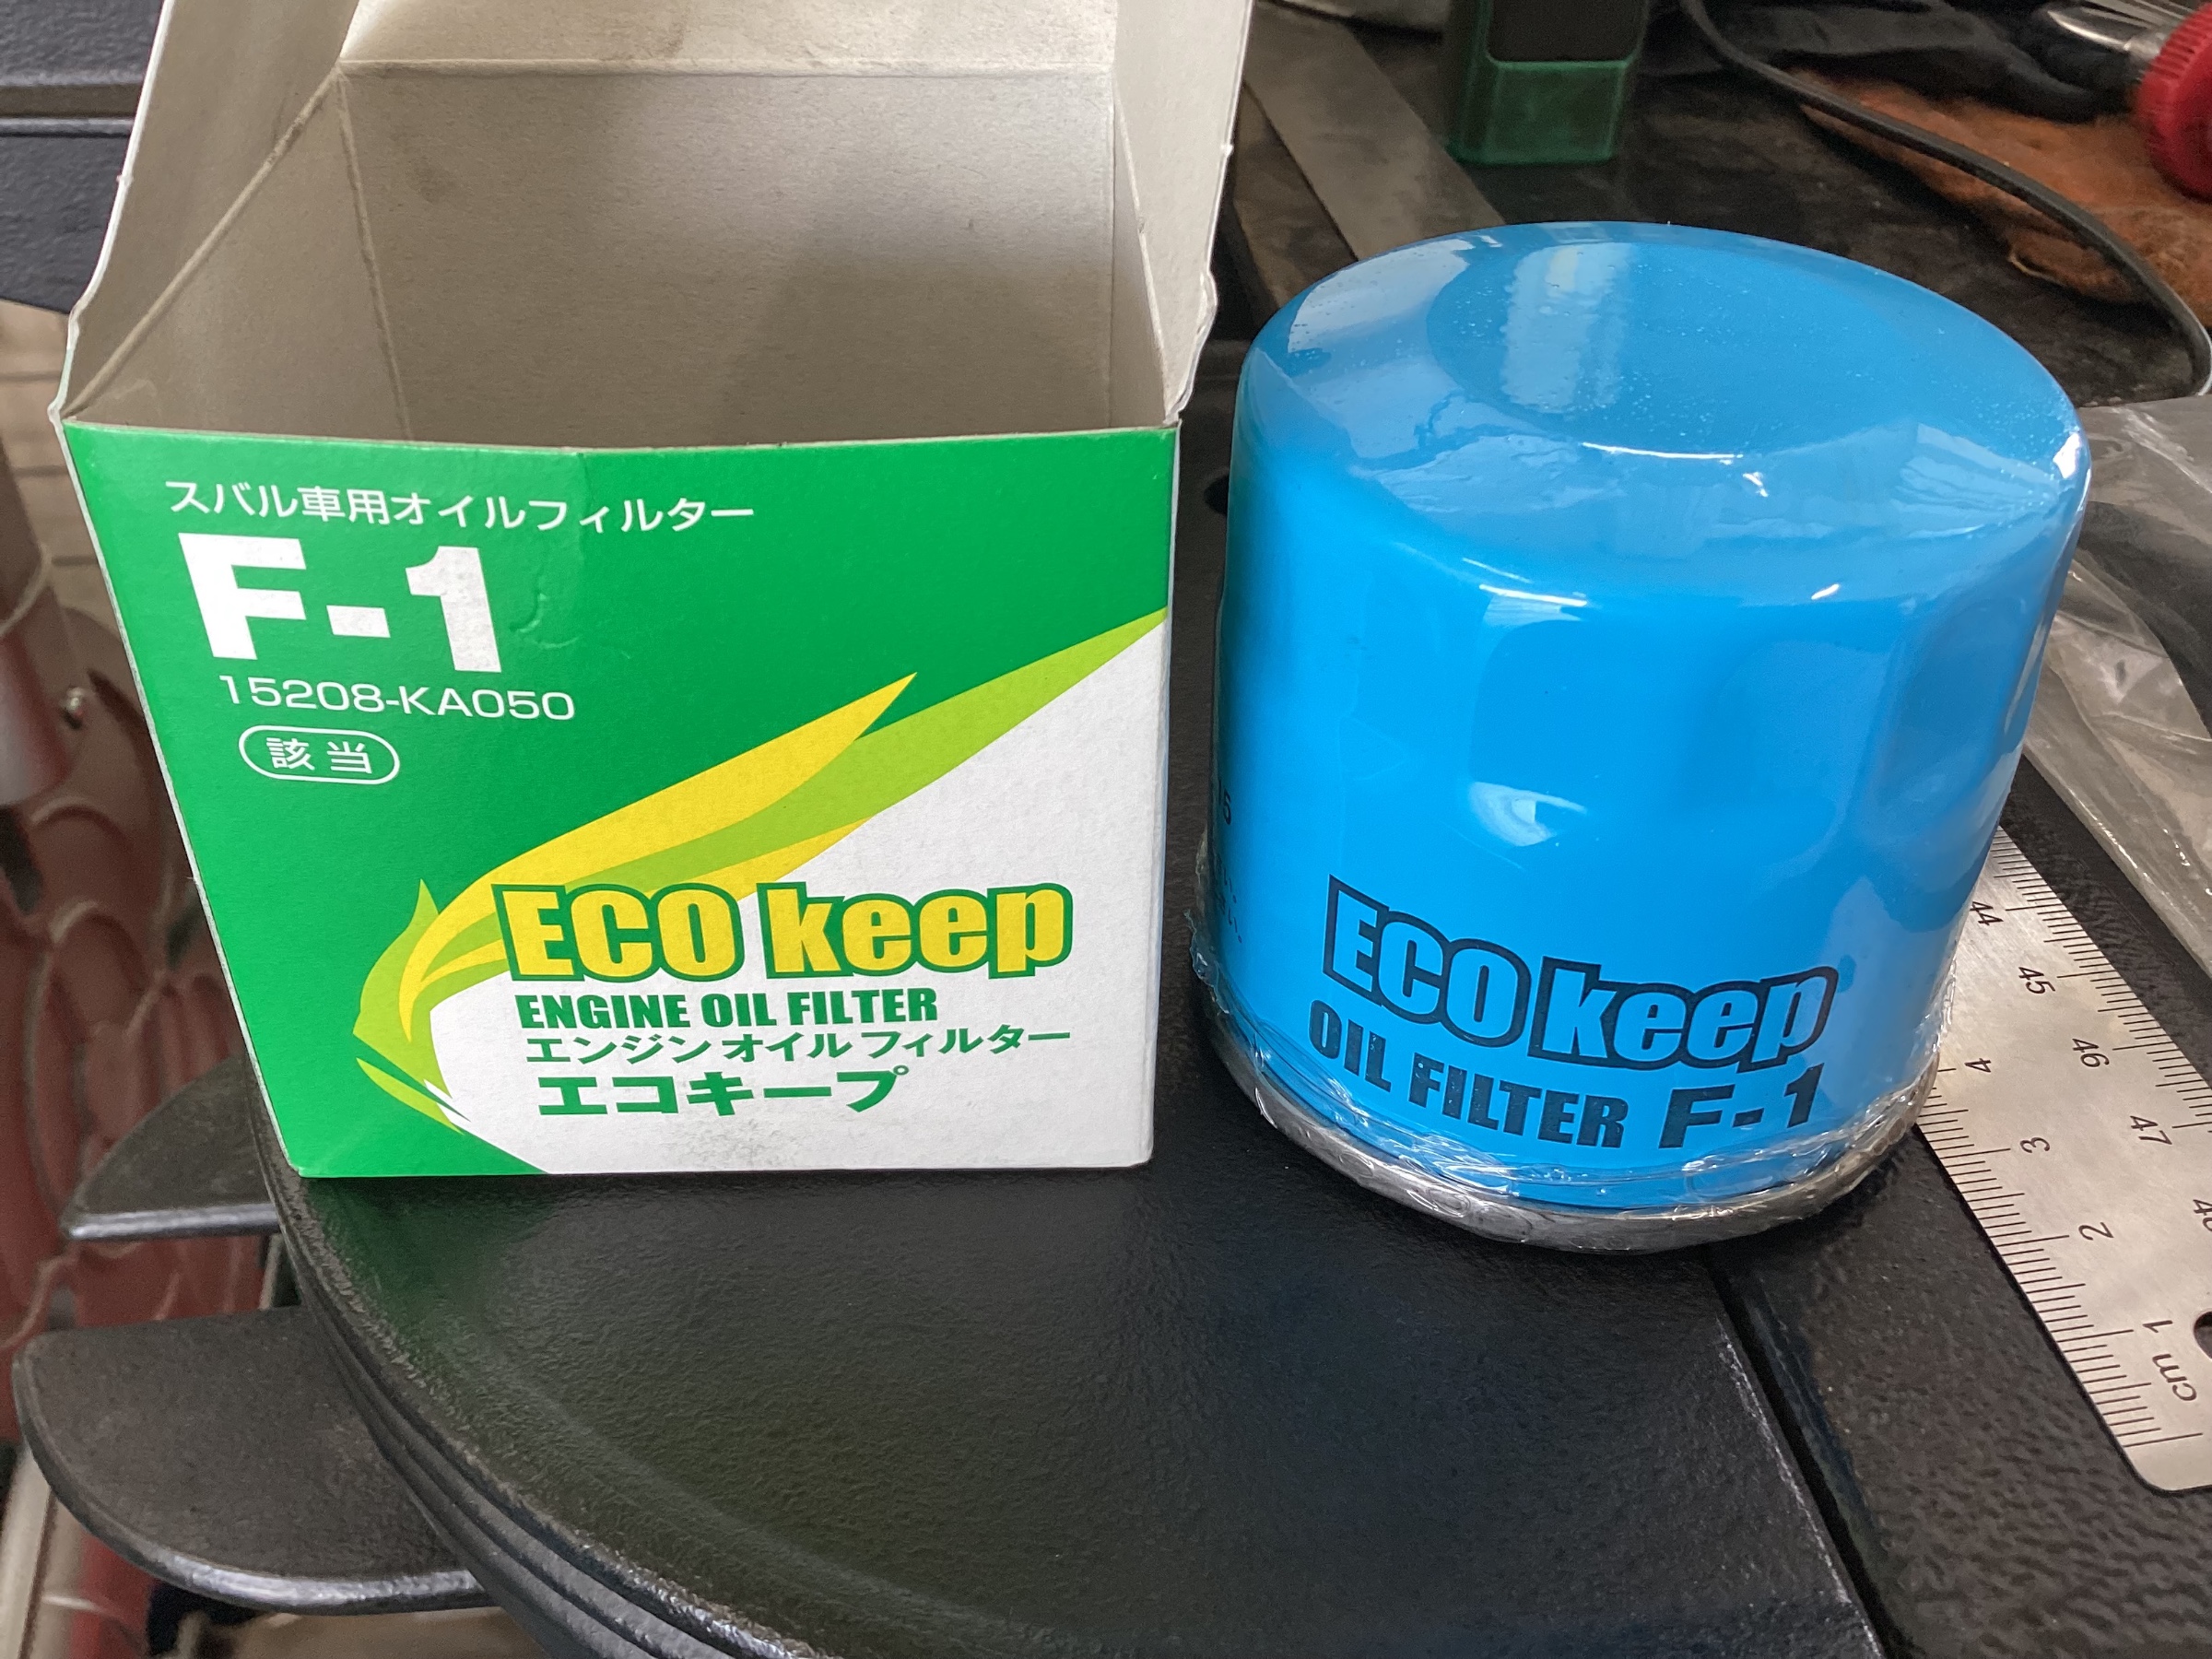 スバル車用オイルフィルター
F-1
15208-KA050
該当
ECO keep
ENGINE OIL FILTER
エンジン オイル フィルター
エコキープ
ECO keep
OIL FILTER F-1
44
45
46
47
4
3
2
1
cm